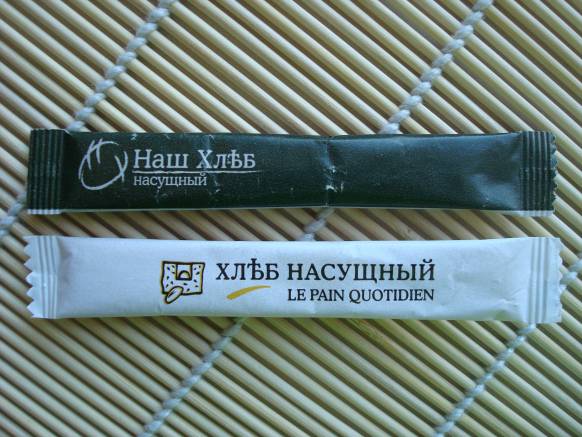 Наш Хлѣб
насущный
ХЛѢБ НАСУЩНЫЙ
LE PAIN QUOTIDIEN